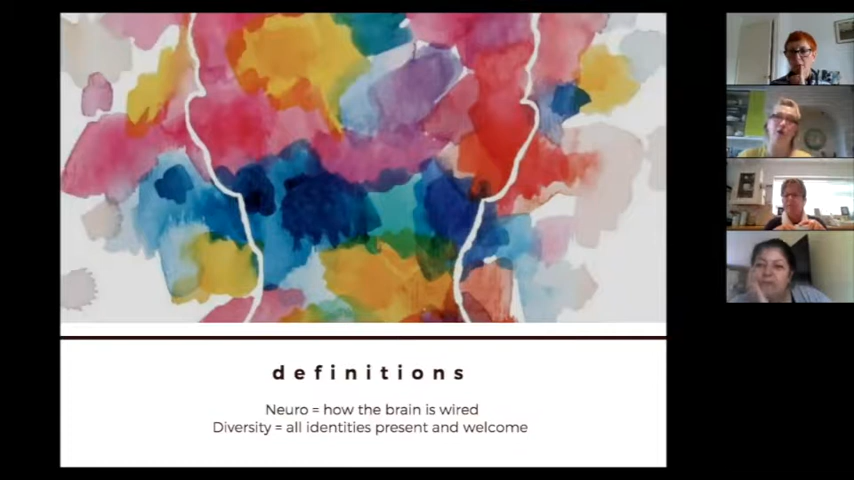 definitions
Neuro = how the brain is wired
Diversity = all identities present and welcome